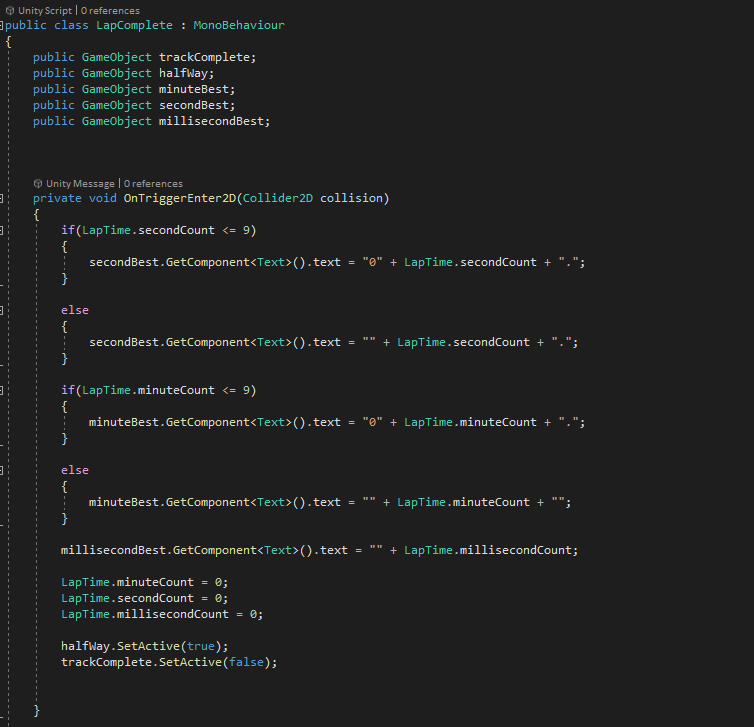 Unity Script | 0 references
public class LapComplete : MonoBehaviour
{
public GameObject trackComplete;
public GameObject halfWay;
public GameObject minuteBest;
public GameObject secondBest;
public GameObject millisecondBest;
Unity Message | 0 references
private void OnTriggerEnter2D(Collider2D collision)
{
if(LapTime.secondCount <= 9)
{
secondBest.GetComponent<Text>().text = "0" + LapTime.secondCount + ".";
}
else
{
secondBest.GetComponent<Text>().text = "" + LapTime.secondCount + ".";
}
if(LapTime.minuteCount <= 9)
{
minuteBest.GetComponent<Text>().text = "0" + LapTime.minuteCount + ".";
}
else
{
minuteBest.GetComponent<Text>().text = "" + LapTime.minuteCount + "";
}
millisecondBest.GetComponent<Text>().text = "" + LapTime.millisecondCount;
LapTime.minuteCount = 0;
LapTime.secondCount = 0;
LapTime.millisecondCount = 0;
halfWay.SetActive(true);
trackComplete.SetActive(false);
}